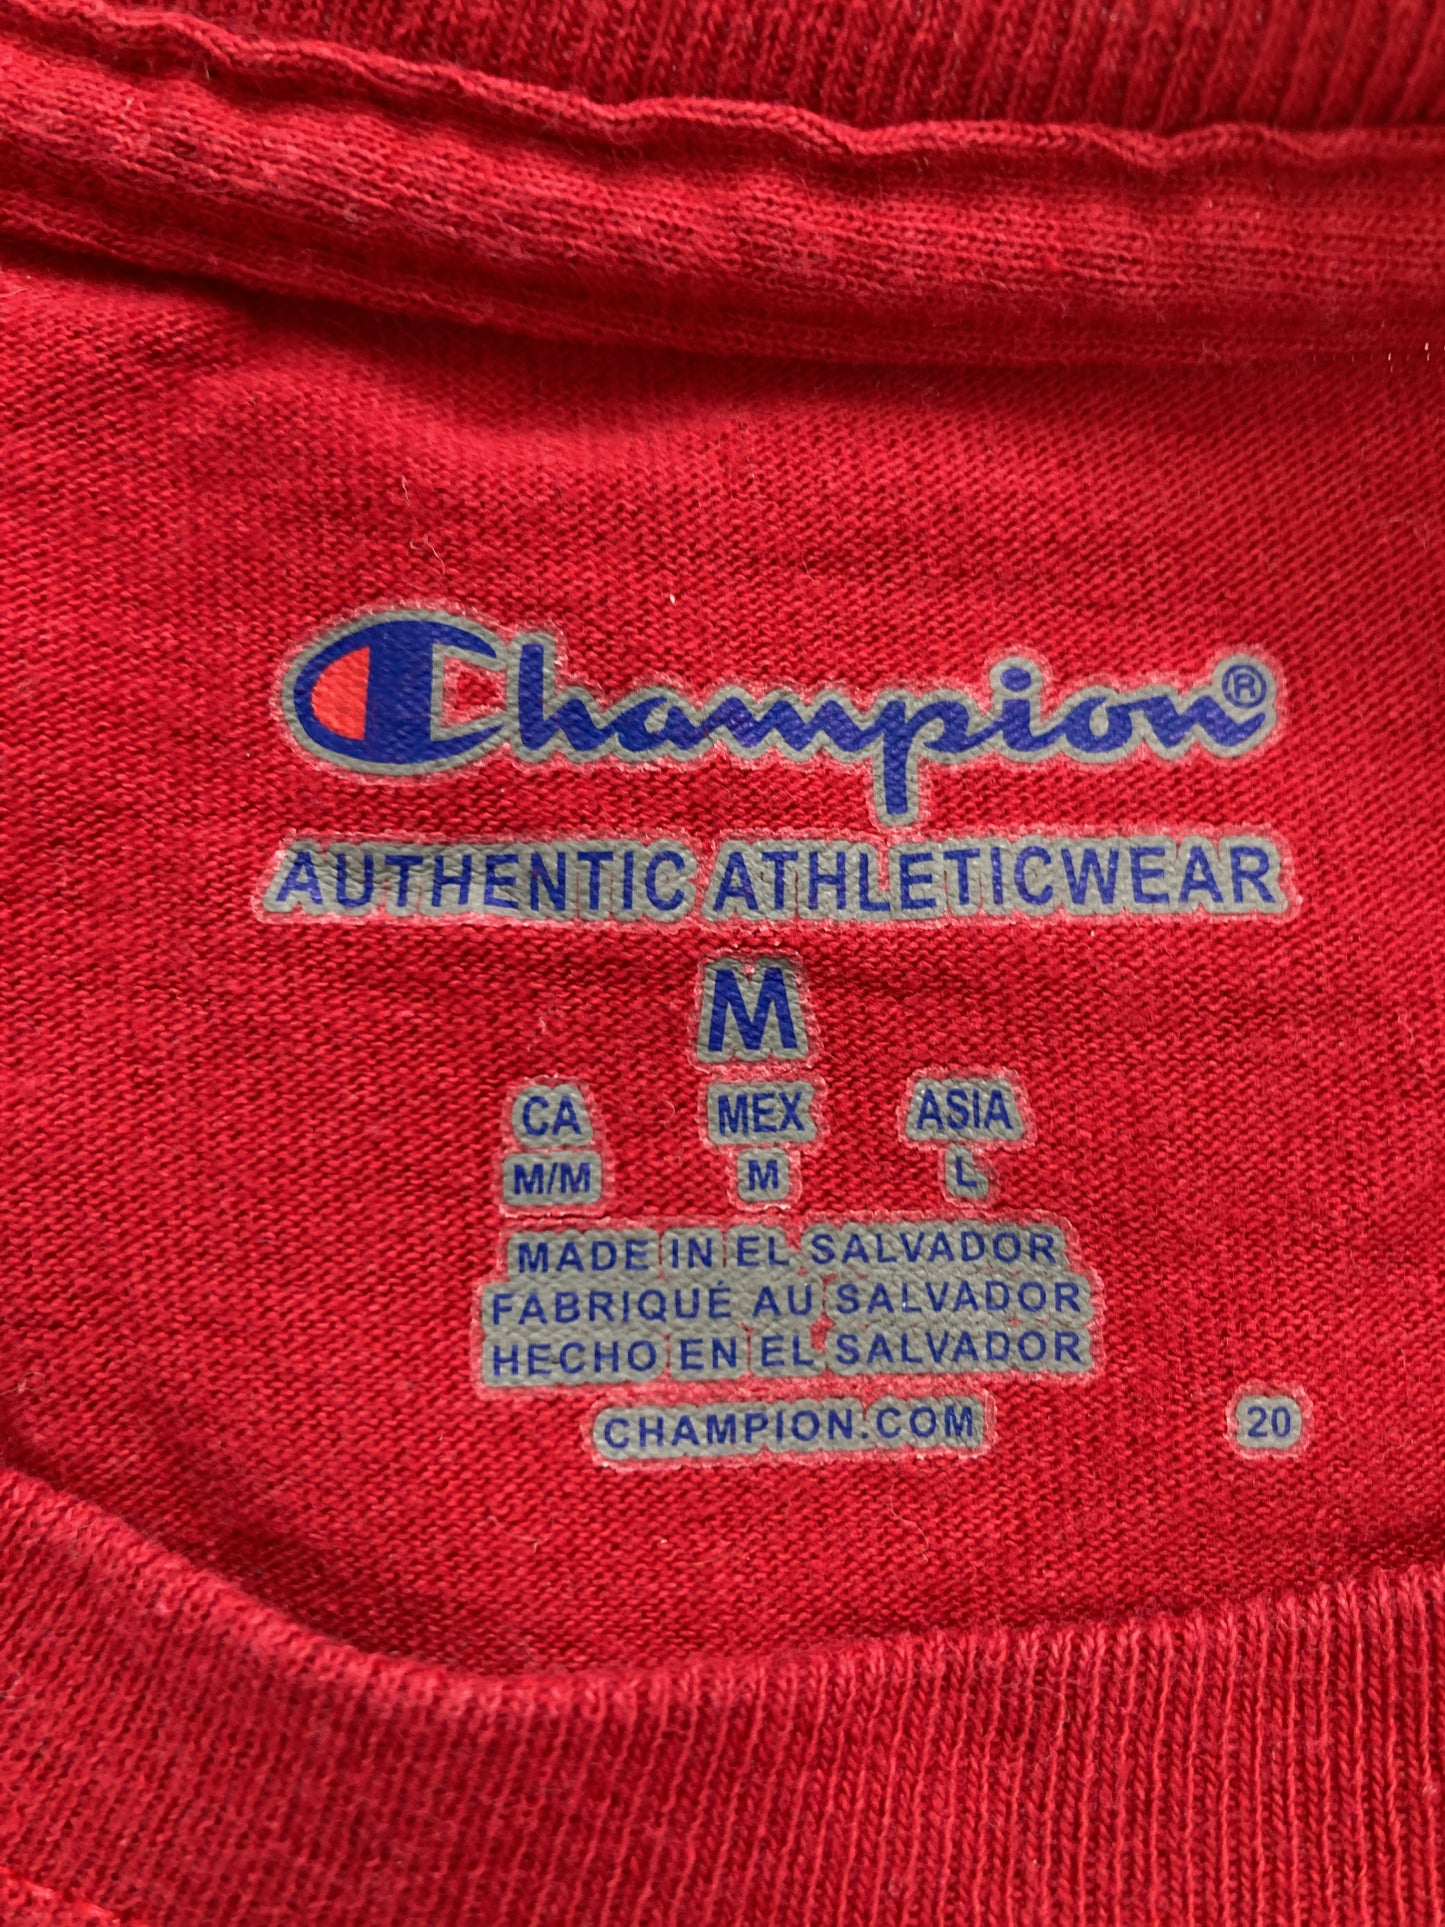 Champion®
AUTHENTIC ATHLETICWEAR
M
CA MEX ASIA
M/M M L
MADE IN EL SALVADOR
FABRIQUÉ AU SALVADOR
HECHO EN EL SALVADOR
CHAMPION.COM 20